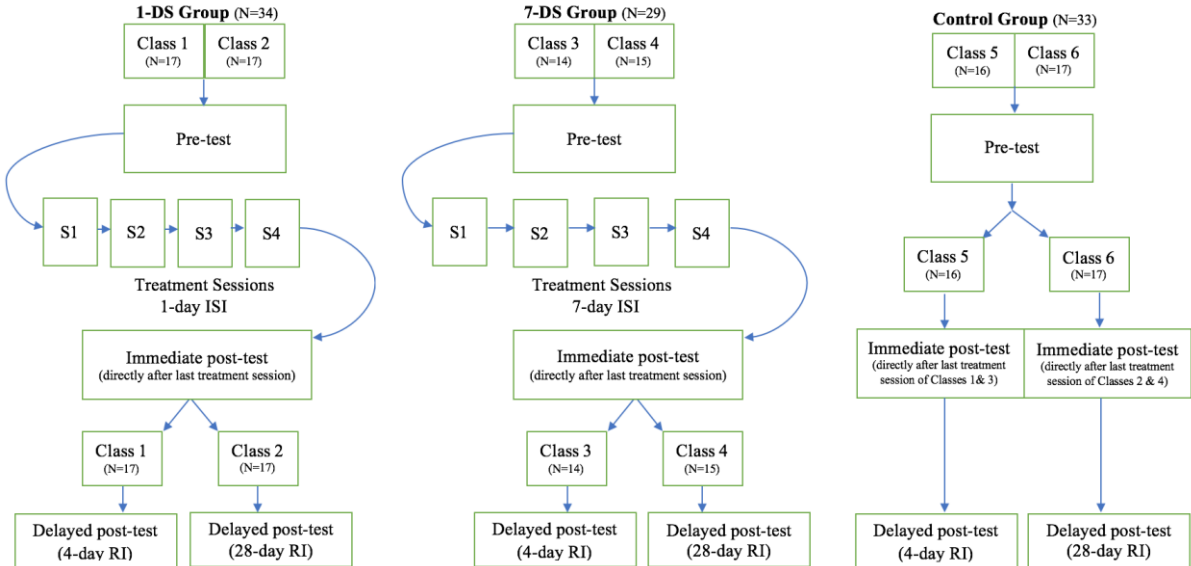 1-DS Group (N=34)
Class 1
(N=17)
Class 2
(N=17)
Pre-test
S1
S2
S3
S4
Treatment Sessions
1-day ISI
Immediate post-test
(directly after last treatment session)
Class 1
(N=17)
Class 2
(N=17)
Delayed post-test
(4-day RI)
Delayed post-test
(28-day RI)
7-DS Group (N=29)
Class 3
(N=14)
Class 4
(N=15)
Pre-test
S1
S2
S3
S4
Treatment Sessions
7-day ISI
Immediate post-test
(directly after last treatment session)
Class 3
(N=14)
Class 4
(N=15)
Delayed post-test
(4-day RI)
Delayed post-test
(28-day RI)
Control Group (N=33)
Class 5
(N=16)
Class 6
(N=17)
Pre-test
Class 5
(N=16)
Class 6
(N=17)
Immediate post-test
(directly after last treatment
session of Classes 1& 3)
Immediate post-test
(directly after last treatment
session of Classes 2 & 4)
Delayed post-test
(4-day RI)
Delayed post-test
(28-day RI)